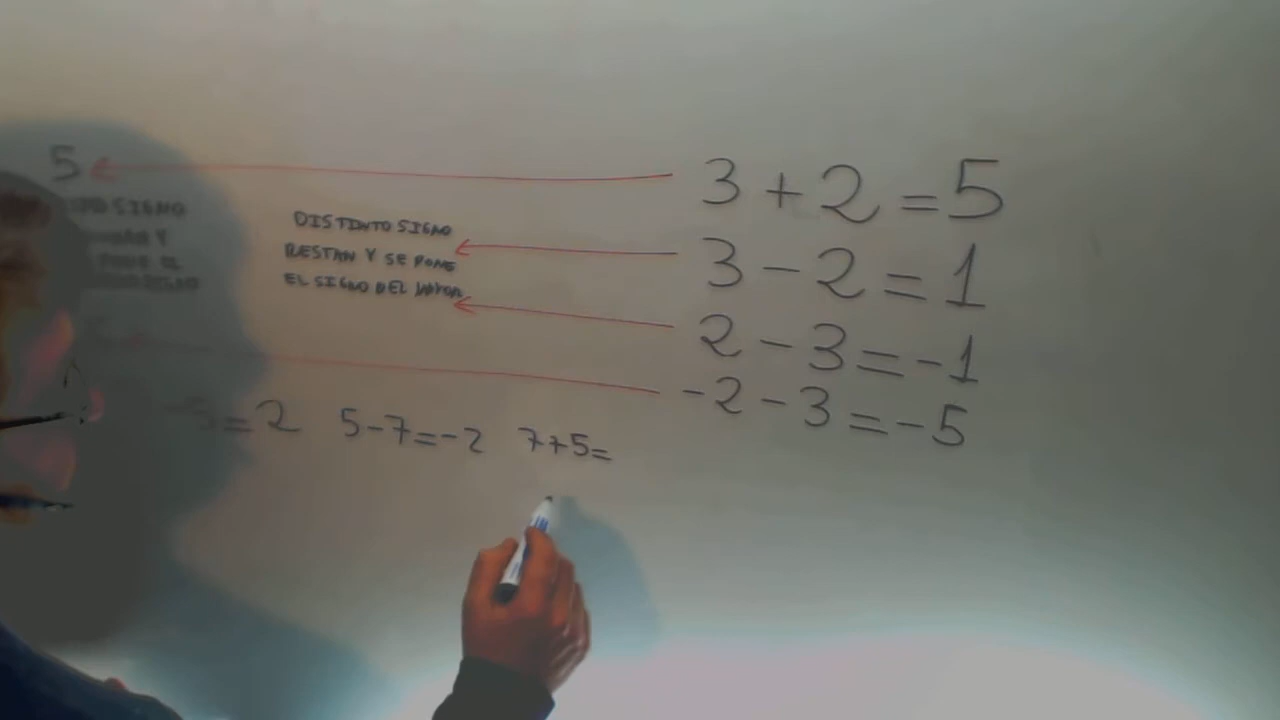 5
3 + 2 = 5
SIGNO
DISTINTO SIGNO
RESTAN Y SE PONE
EL SIGNO DEL MAYOR
3 - 2 = 1
2 - 3 = -1
-2 - 3 = -5
= 2 5-7=-2 7+5=